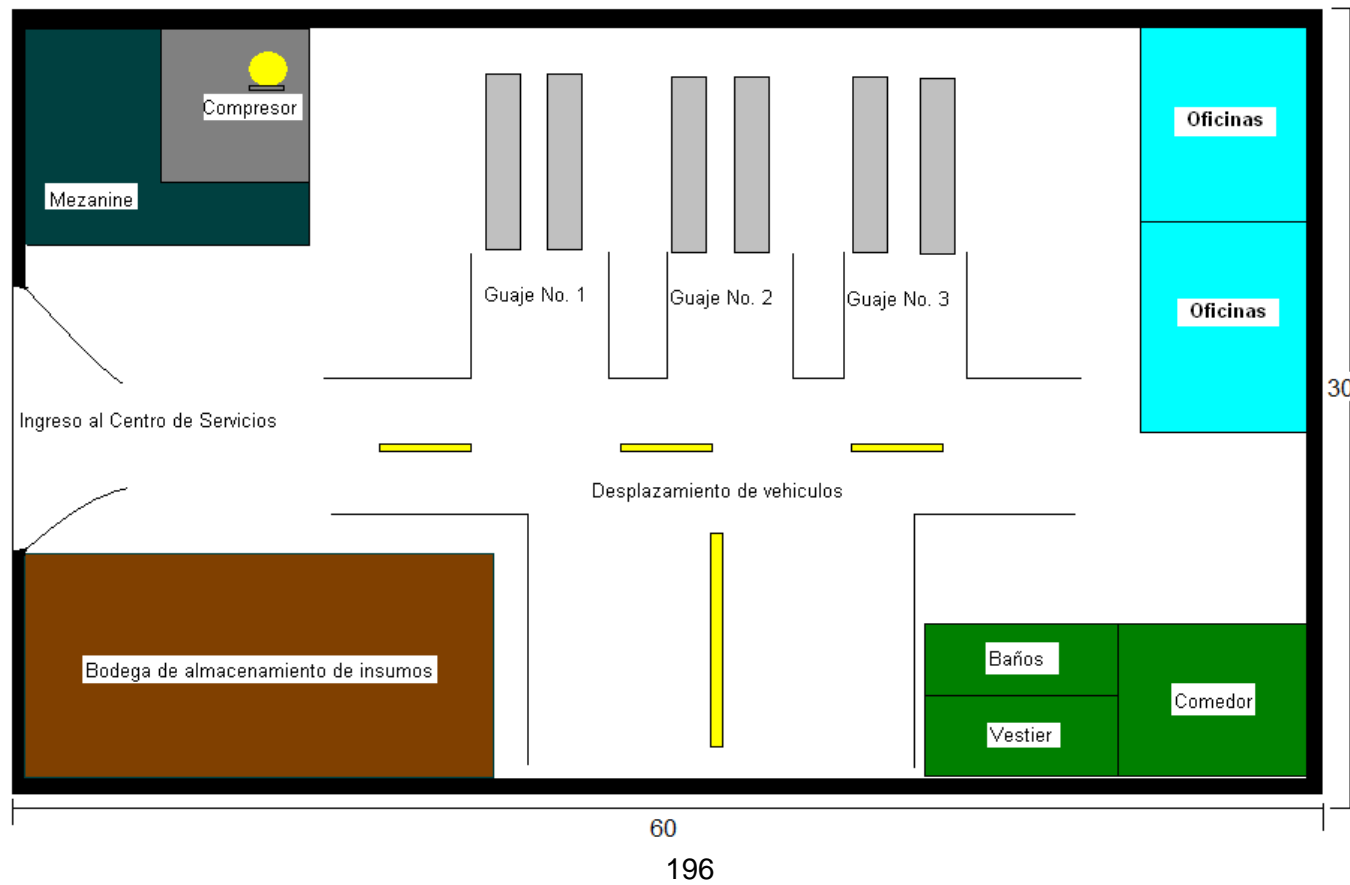 Compresor
Oficinas
Mezanine
Guaje No. 1
Guaje No. 2
Guaje No. 3
Oficinas
30
Ingreso al Centro de Servicios
Desplazamiento de vehiculos
Bodega de almacenamiento de insumos
Baños
Comedor
Vestier
60
196